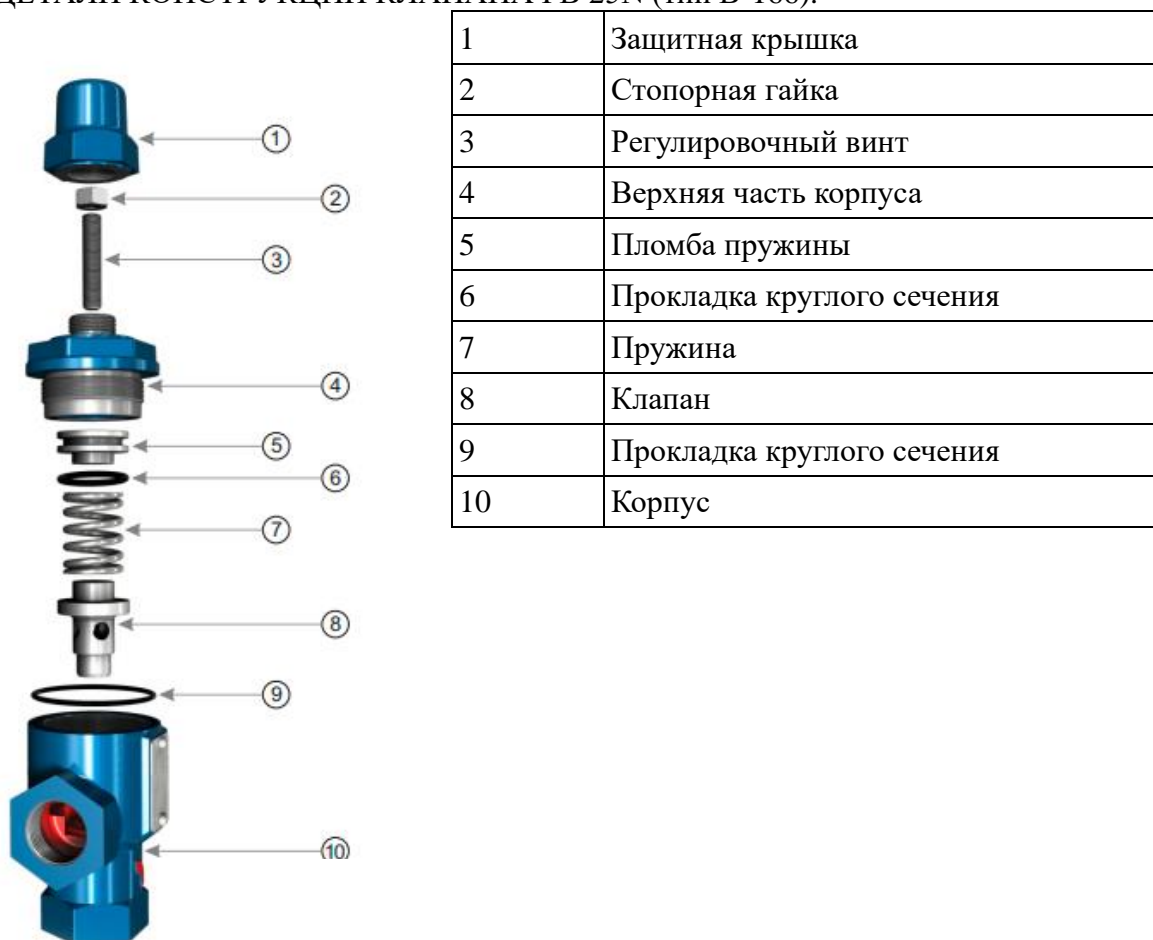 (тип В-100).
1 Защитная крышка
2 Стопорная гайка
3 Регулировочный винт
4 Верхняя часть корпуса
5 Пломба пружины
6 Прокладка круглого сечения
7 Пружина
8 Клапан
9 Прокладка круглого сечения
10 Корпус
1
2
3
4
5
6
7
8
9
10